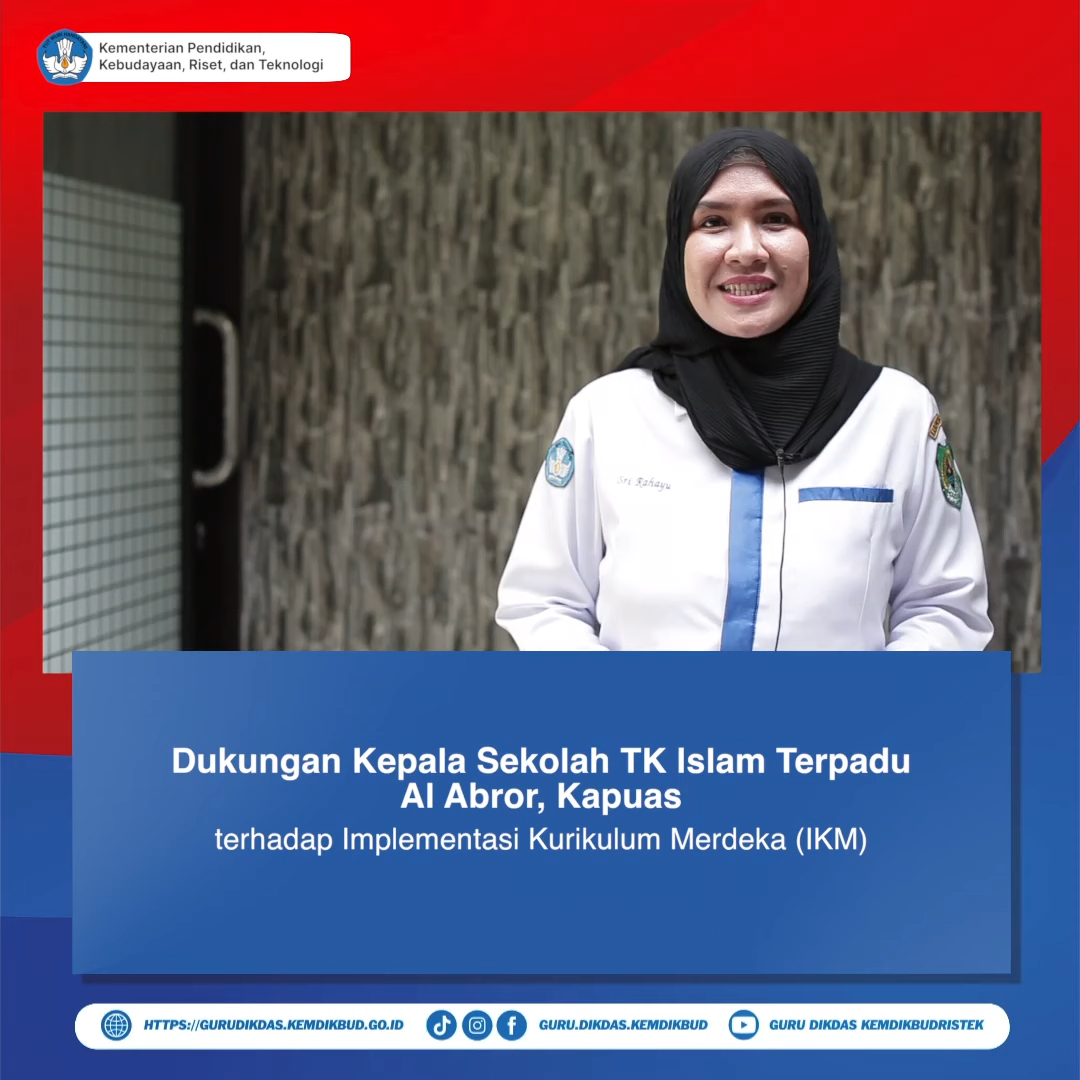 Kementerian Pendidikan,
Kebudayaan, Riset, dan Teknologi
Sri Rahayu
Dukungan Kepala Sekolah TK Islam Terpadu
Al Abror, Kapuas
terhadap Implementasi Kurikulum Merdeka (IKM)
HTTPS://GURUDIKDAS.KEMDIKBUD.GO.ID
GURU.DIKDAS.KEMDIKBUD
GURU DIKDAS KEMDIKBUDRISTEK